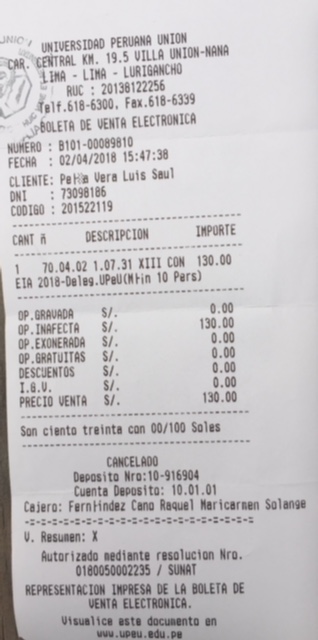 UNIVERSIDAD PERUANA UNION
CAR. CENTRAL KM. 19.5 VILLA UNION-NANA
LIMA - LIMA - LURIGANCHO
RUC : 20138122256
Telf.618-6300. Fax.618-6339
BOLETA DE VENTA ELECTRONICA
NUMERO : B101-00089810
FECHA : 02/04/2018 15:47:38
CLIENTE: Vera Luis Saul
DNI : 73098186
CODIGO : 201522119
CANT ñ DESCRIPCION IMPORTE
1 70.04.02 1.07.31 XIII CON 130.00
EIA 2018-Deleg.UPeU(Min 10 Pers)
OP.GRAVADA S/. 0.00
OP.INAFECTA S/. 130.00
OP.EXONERADA S/. 0.00
OP.GRATUITAS S/. 0.00
DESCUENTOS S/. 0.00
I.G.V. S/. 0.00
PRECIO VENTA S/. 130.00
Son ciento treinta con 00/100 Soles
CANCELADO
Deposito Nro:10-916904
Cuenta Deposito: 10.01.01
Cajero: Cano Raquel Maricarmen Solange
V. Resumen: X
Autorizado mediante resolucion Nro.
0180050002235 / SUNAT
REPRESENTACION IMPRESA DE LA BOLETA DE
VENTA ELECTRONICA.
Visualice este documento en
www.upeu.edu.pe